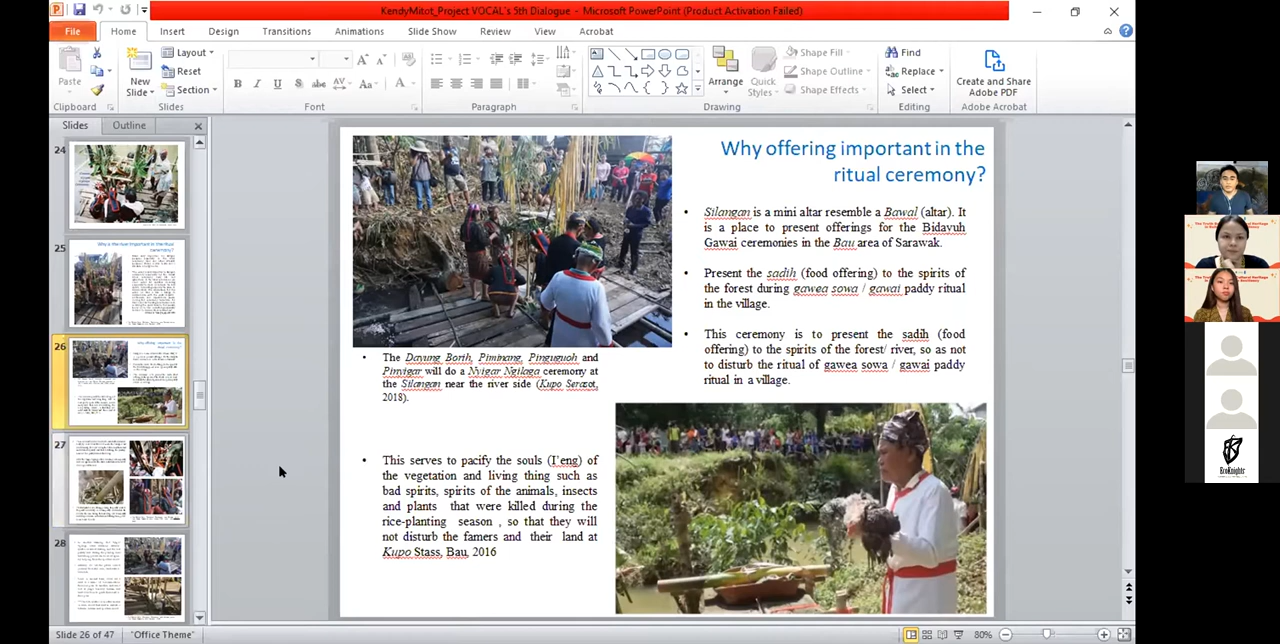 KendyMitot_Project VOCAL's 5th Dialogue - Microsoft PowerPoint (Product Activation Failed)
File
Home
Insert
Design
Transitions
Animations
Slide Show
Review
View
Acrobat
Paste
Clipboard
New
Slide
Layout
Reset
Section
Slides
Font
Paragraph
Arrange
Quick
Styles
Shape Fill
Shape Outline
Shape Effects
Drawing
Find
Replace
Select
Editing
Create and Share
Adobe PDF
Adobe Acrobat
Slides
Outline
24
25
26
27
28
Why offering important in the
ritual ceremony?
• Silangan is a mini altar resemble a Bawal (altar). It
is a place to present offerings for the Bidavuh
Gawai ceremonies in the Bau area of Sarawak.
• Present the sadih (food offering) to the spirits of
the forest during gawea sowa / gawai paddy ritual
in the village.
• This ceremony is to present the sadih (food
offering) to the spirits of the forest/ river, so as not
to disturb the ritual of gawea sowa / gawai paddy
ritual in a village.
• The Dayung Borih, Piminang, Pinguguoh and
Pinyigar will do a Nyigar Ngilaga ceremony at
the Silangan near the river side (Kupo Serasot,
2018).
• This serves to pacify the souls (I'eng) of
the vegetation and living thing such as
bad spirits, spirits of the animals, insects
and plants that were killed during the
rice-planting season , so that they will
not disturb the famers and their land at
Kupo Stass, Bau, 2016
EcoKnights
Slide 26 of 47
"Office Theme"
80%